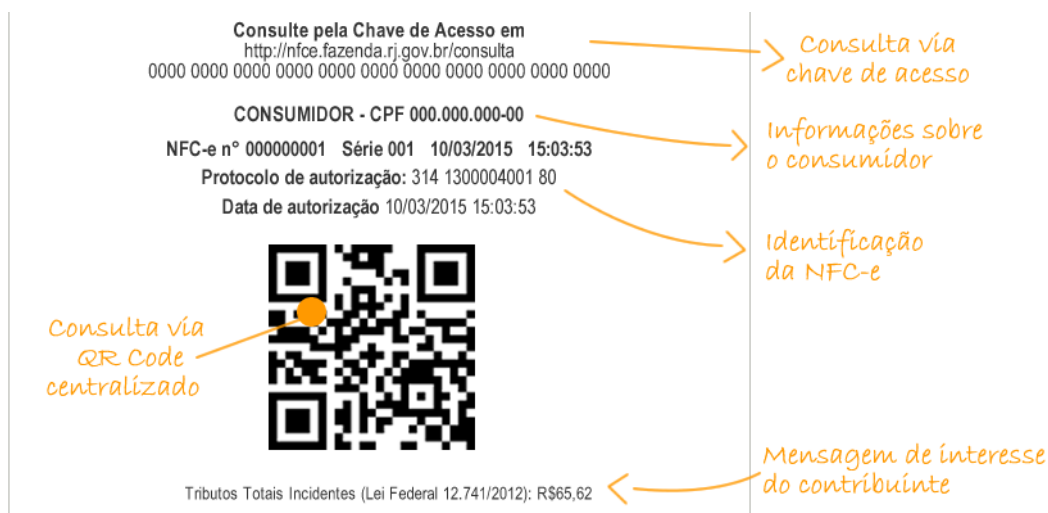 Consulte pela Chave de Acesso em
http://nfce.fazenda.rj.gov.br/consulta
0000 0000 0000 0000 0000 0000 0000 0000 0000 0000 0000
Consulta via
chave de acesso
CONSUMIDOR - CPF 000.000.000-00
Informações sobre
o consumidor
NFC-e n° 000000001 Série 001 10/03/2015 15:03:53
Protocolo de autorização: 314 1300004001 80
Data de autorização 10/03/2015 15:03:53
Identificação
da NFC-e
Consulta via
QR Code
centralizado
Mensagem de interesse
do contribuinte
Tributos Totais Incidentes (Lei Federal 12.741/2012): R$65,62